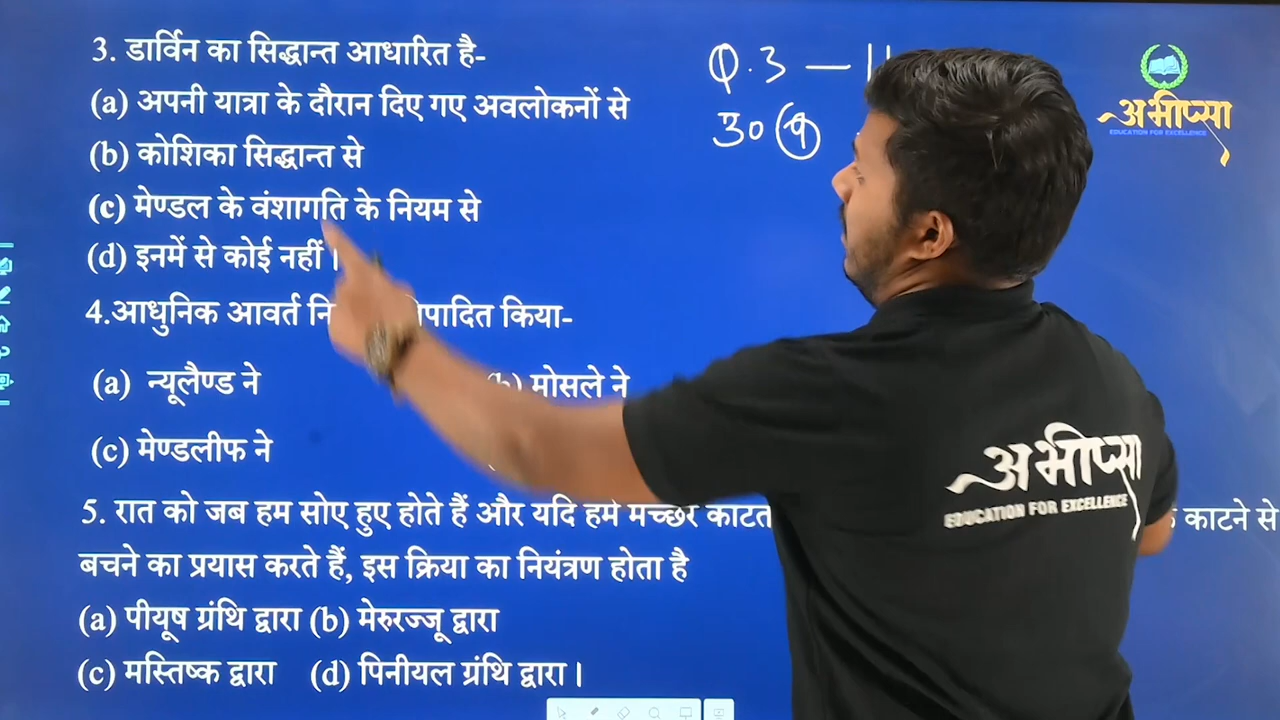 3. डार्विन का सिद्धान्त आधारित है-
(a) अपनी यात्रा के दौरान दिए गए अवलोकनों से
(b) कोशिका सिद्धान्त से
(c) मेण्डल के वंशागति के नियम से
(d) इनमें से कोई नहीं।
4.आधुनिक आवर्त किया-
(a) न्यूलैण्ड ने (b) मोसले ने
(c) मेण्डलीफ ने
5. रात को जब हम सोए हुए होते हैं और यदि हमे मच्छर काटने से
बचने का प्रयास करते हैं, इस क्रिया का नियंत्रण होता है
(a) पीयूष ग्रंथि द्वारा (b) मेरुरज्जू द्वारा
(c) मस्तिष्क द्वारा (d) पिनीयल ग्रंथि द्वारा।
Q.3 –
30 (9)
अभीप्सा
EDUCATION FOR EXCELLENCE
अभीप्सा
EDUCATION FOR EXCELLENCE